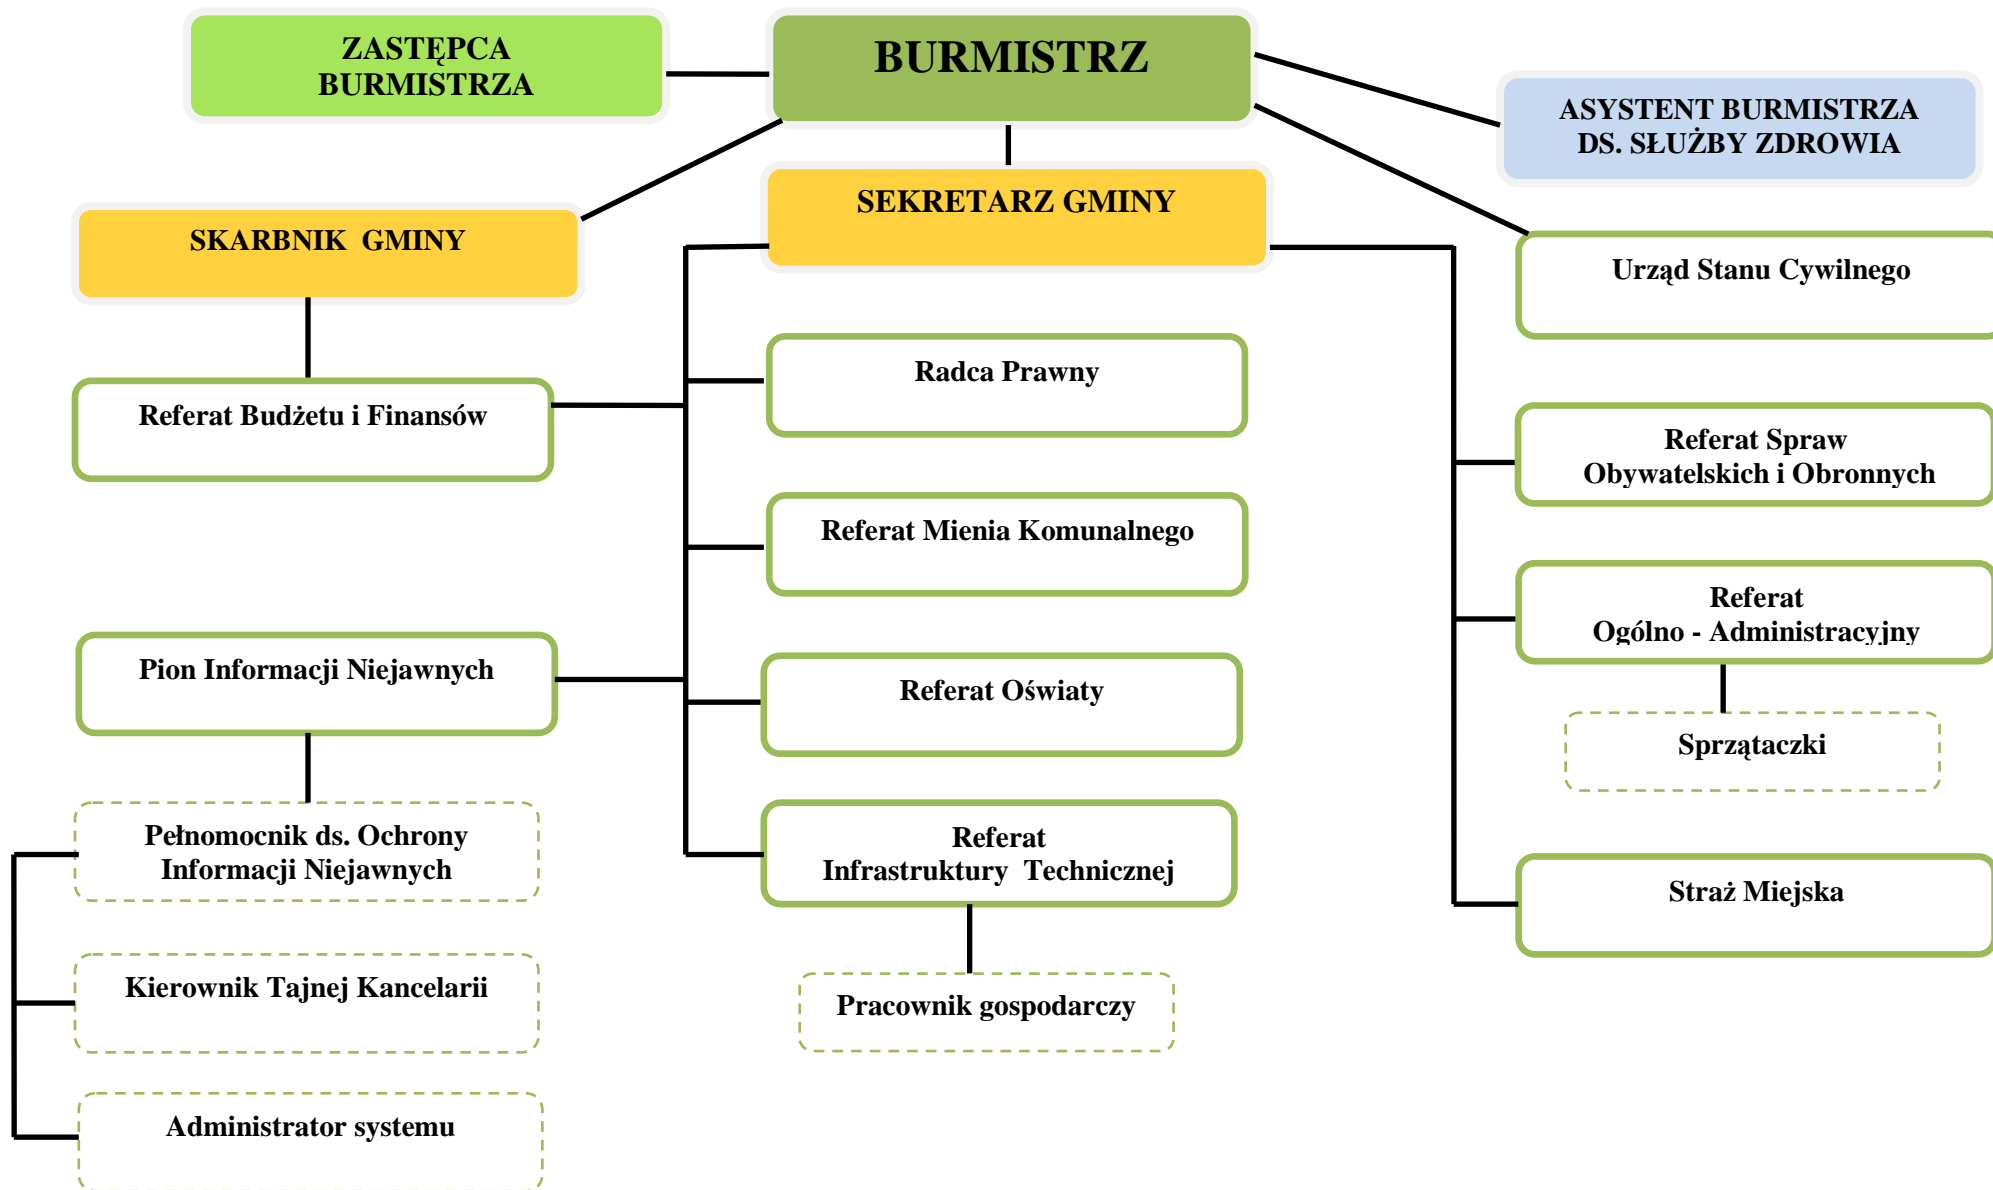 ZASTĘPCA
BURMISTRZA
BURMISTRZ
ASYSTENT BURMISTRZA
DS. SŁUŻBY ZDROWIA
SKARBNIK GMINY
SEKRETARZ GMINY
Urząd Stanu Cywilnego
Referat Budżetu i Finansów
Radca Prawny
Referat Spraw
Obywatelskich i Obronnych
Referat Mienia Komunalnego
Referat
Ogólno - Administracyjny
Pion Informacji Niejawnych
Referat Oświaty
Sprzątaczki
Pełnomocnik ds. Ochrony
Informacji Niejawnych
Referat
Infrastruktury Technicznej
Straż Miejska
Kierownik Tajnej Kancelarii
Pracownik gospodarczy
Administrator systemu